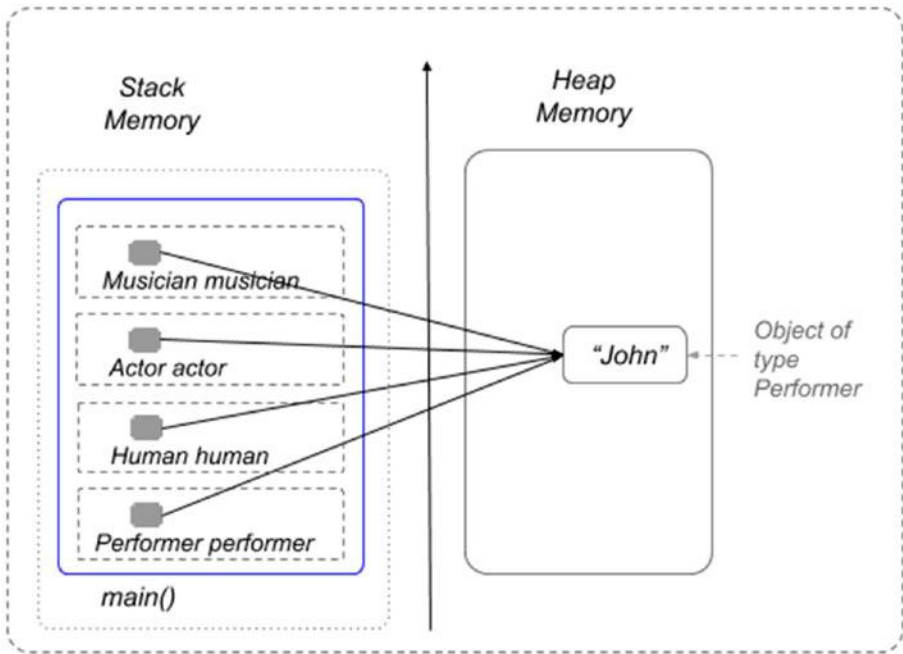 Stack
Memory
Heap
Memory
Musician musician
Actor actor
Human human
Performer performer
main()
“John”
Object of
type
Performer